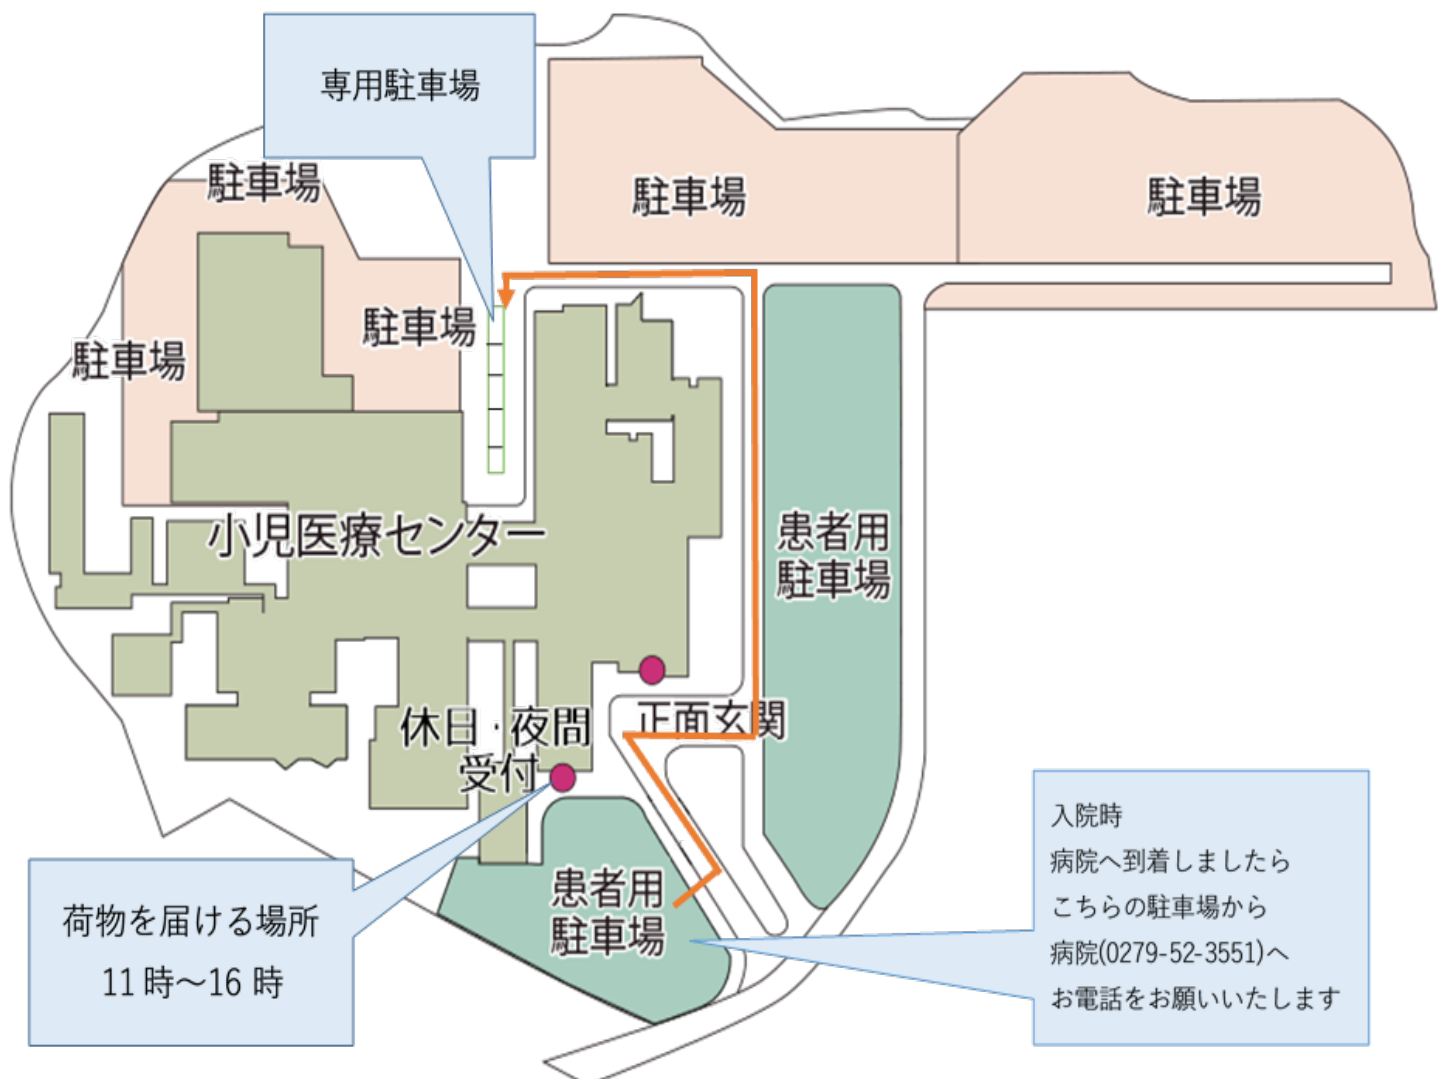 専用駐車場
駐車場
駐車場
駐車場
駐車場
駐車場
小児医療センター
患者用
駐車場
正面玄関
休日・夜間
受付
入院時
病院へ到着しましたら
こちらの駐車場から
病院(0279-52-3551)へ
お電話をお願いいたします
患者用
駐車場
荷物を届ける場所
11時～16時